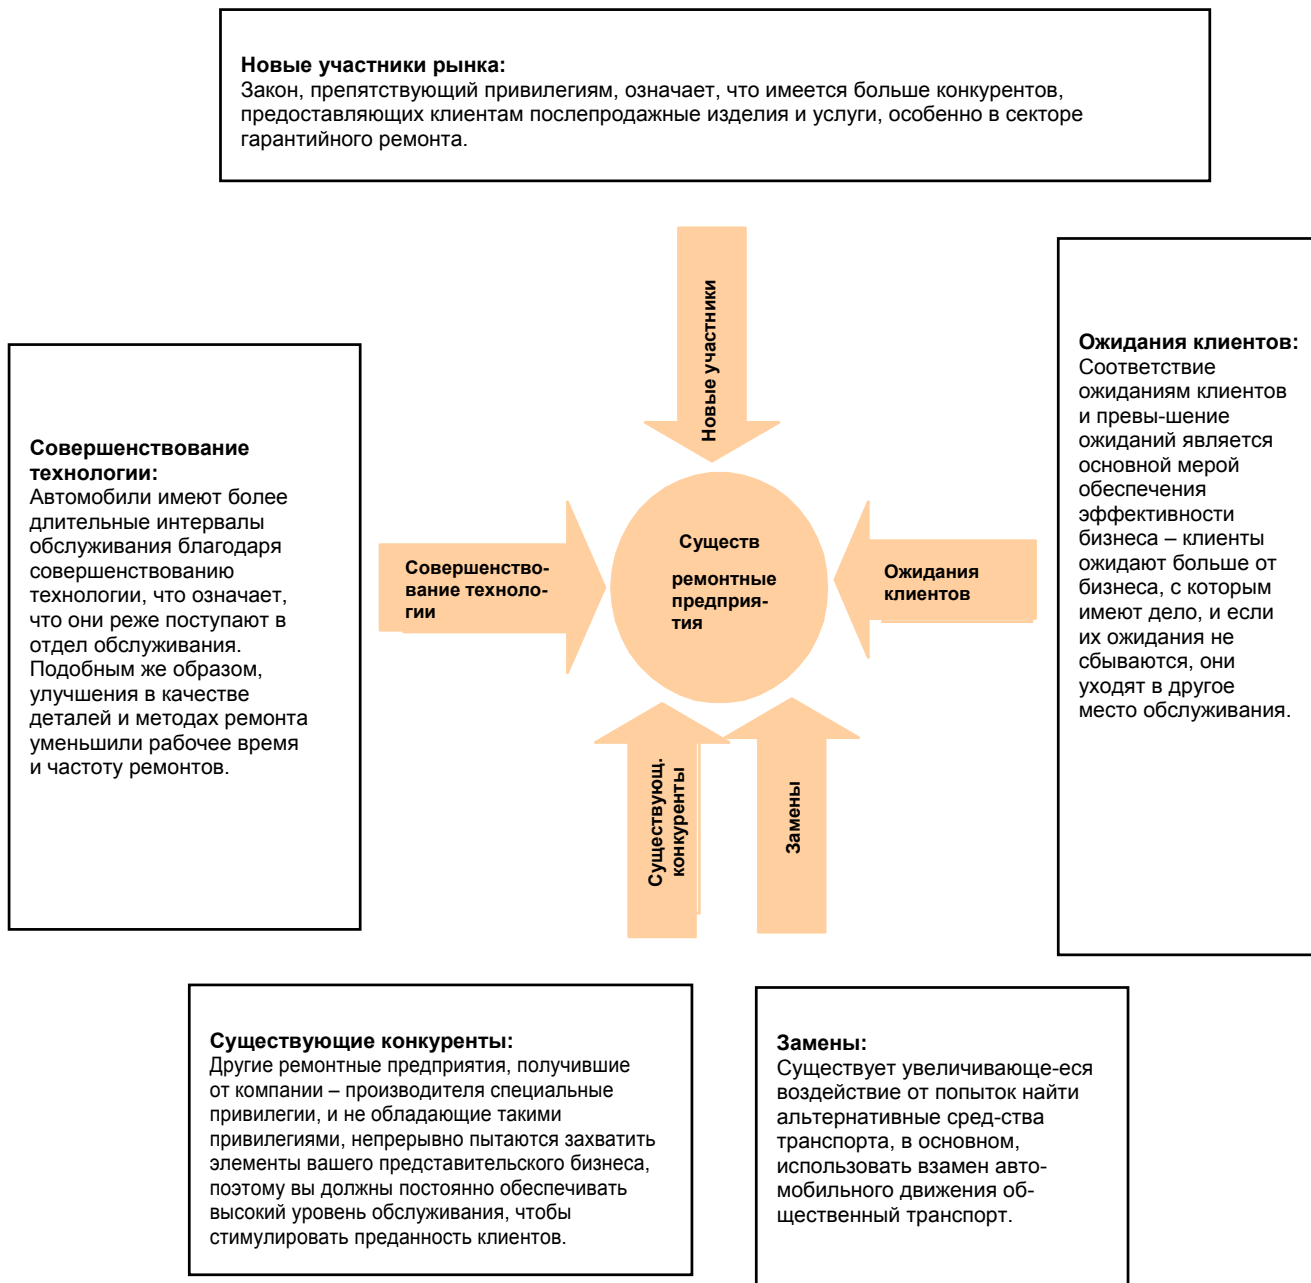 Новые участники рынка:
Закон, препятствующий привилегиям, означает, что имеется больше конкурентов,
предоставляющих клиентам послепродажные изделия и услуги, особенно в секторе
гарантийного ремонта.
Новые участники
Совершенствование
технологии:
Автомобили имеют более
длительные интервалы
обслуживания благодаря
совершенствованию
технологии, что означает,
что они реже поступают в
отдел обслуживания.
Подобным же образом,
улучшения в качестве
деталей и методах ремонта
уменьшили рабочее время
и частоту ремонтов.
Совершенство-
вание техноло-
гии
Существ
ремонтные
предприя-
тия
Ожидания
клиентов
Ожидания клиентов:
Соответствие
ожиданиям клиентов
и превы-шение
ожиданий является
основной мерой
обеспечения
эффективности
бизнеса – клиенты
ожидают больше от
бизнеса, с которым
имеют дело, и если
их ожидания не
сбываются, они
уходят в другое
место обслуживания.
Существующ.
конкуренты
Замены
Существующие конкуренты:
Другие ремонтные предприятия, получившие
от компании – производителя специальные
привилегии, и не обладающие такими
привилегиями, непрерывно пытаются захватить
элементы вашего представительского бизнеса,
поэтому вы должны постоянно обеспечивать
высокий уровень обслуживания, чтобы
стимулировать преданность клиентов.
Замены:
Существует увеличивающе-еся
воздействие от попыток найти
альтернативные сред-ства
транспорта, в основном,
использовать взамен авто-
мобильного движения об-
щественный транспорт.